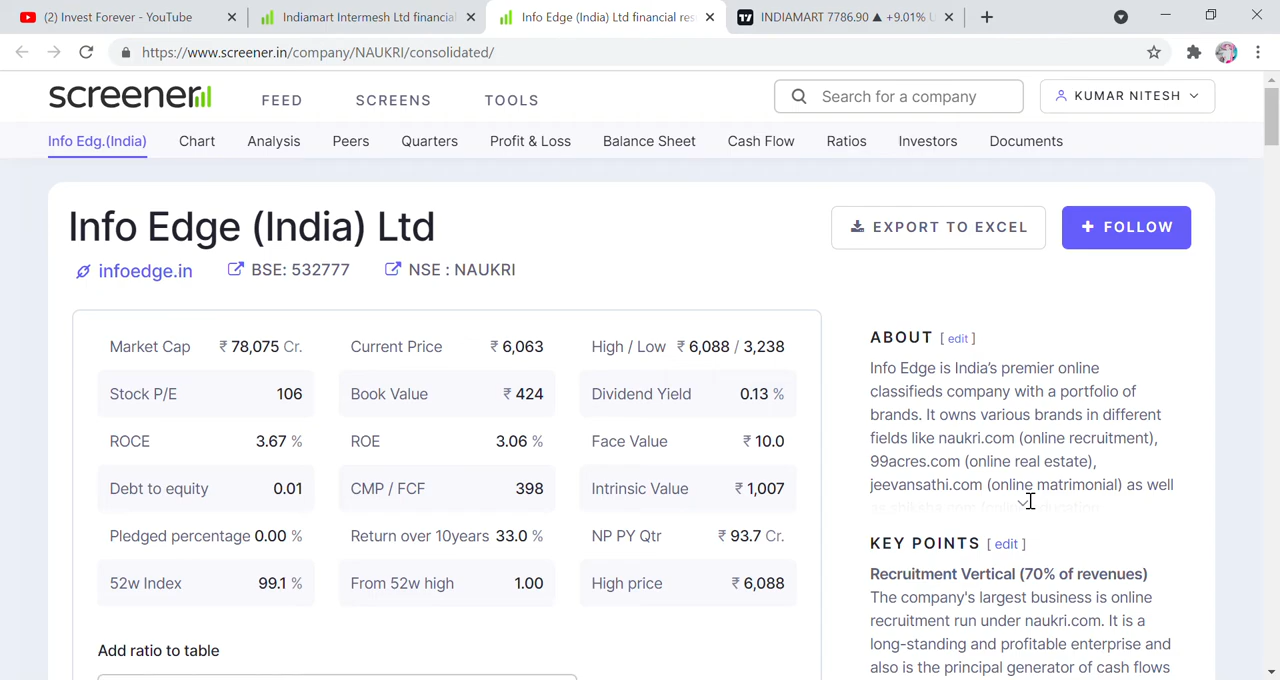 (2) Invest Forever - YouTube
Indiamart Intermesh Ltd financial
Info Edge (India) Ltd financial res
INDIAMART 7786.90 ▲ +9.01% U
https://www.screener.in/company/NAUKRI/consolidated/
screener
FEED
SCREENS
TOOLS
Search for a company
KUMAR NITESH
Info Edg.(India)
Chart
Analysis
Peers
Quarters
Profit & Loss
Balance Sheet
Cash Flow
Ratios
Investors
Documents
Info Edge (India) Ltd
EXPORT TO EXCEL
+ FOLLOW
infoedge.in
BSE: 532777
NSE : NAUKRI
Market Cap ₹ 78,075 Cr.
Current Price ₹ 6,063
High / Low ₹ 6,088 / 3,238
Stock P/E 106
Book Value ₹ 424
Dividend Yield 0.13 %
ROCE 3.67 %
ROE 3.06 %
Face Value ₹ 10.0
Debt to equity 0.01
CMP / FCF 398
Intrinsic Value ₹ 1,007
Pledged percentage 0.00 %
Return over 10years 33.0 %
NP PY Qtr ₹ 93.7 Cr.
52w Index 99.1 %
From 52w high 1.00
High price ₹ 6,088
Add ratio to table
ABOUT [ edit ]
Info Edge is India's premier online
classifieds company with a portfolio of
brands. It owns various brands in different
fields like naukri.com (online recruitment),
99acres.com (online real estate),
jeevansathi.com (online matrimonial) as well
as shiksha.com (online education
KEY POINTS [ edit ]
Recruitment Vertical (70% of revenues)
The company's largest business is online
recruitment run under naukri.com. It is a
long-standing and profitable enterprise and
also is the principal generator of cash flows